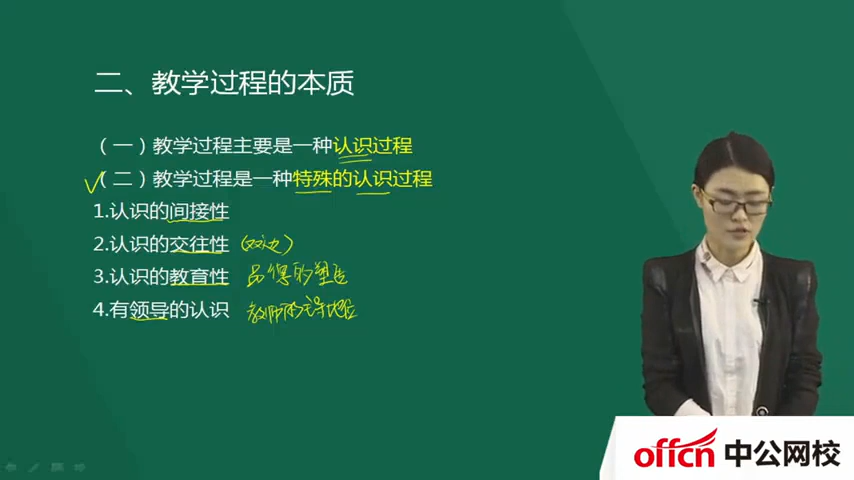 二、教学过程的本质
（一）教学过程主要是一种认识过程
（二）教学过程是一种特殊的认识过程
1.认识的间接性
2.认识的交往性（双边）
3.认识的教育性 品德的塑造
4.有领导的认识 教师的主导地位
offcn 中公网校